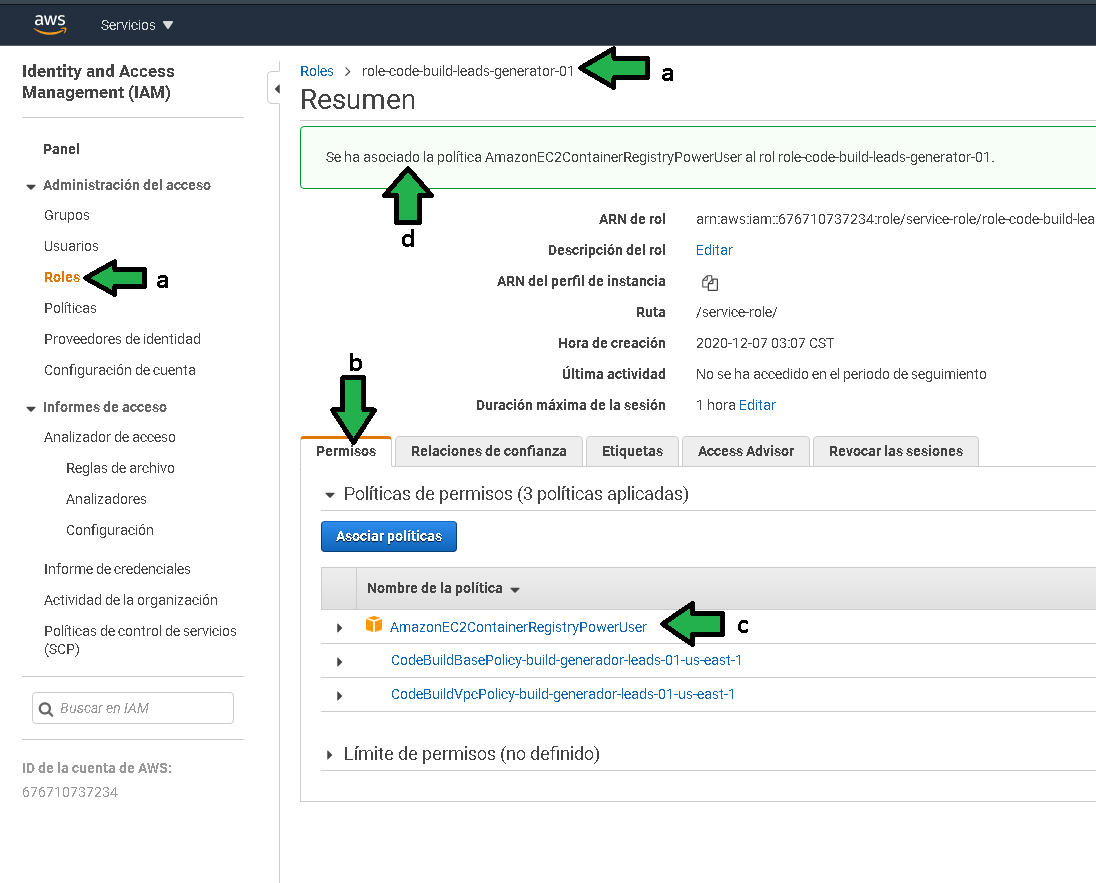 aws Servicios
Identity and Access
Management (IAM)
Panel
Administración del acceso
Grupos
Usuarios
Roles a
Políticas
Proveedores de identidad
Configuración de cuenta
Informes de acceso
Analizador de acceso
Reglas de archivo
Analizadores
Configuración
Informe de credenciales
Actividad de la organización
Políticas de control de servicios
(SCP)
Buscar en IAM
ID de la cuenta de AWS:
676710737234
Roles > role-code-build-leads-generator-01 a
Resumen
Se ha asociado la política AmazonEC2ContainerRegistryPowerUser al rol role-code-build-leads-generator-01.
d
ARN de rol arn:aws:iam::676710737234:role/service-role/role-code-build-lea
Descripción del rol Editar
ARN del perfil de instancia
Ruta /service-role/
Hora de creación 2020-12-07 03:07 CST
Última actividad No se ha accedido en el periodo de seguimiento
Duración máxima de la sesión 1 hora Editar
b
Permisos Relaciones de confianza Etiquetas Access Advisor Revocar las sesiones
Políticas de permisos (3 políticas aplicadas)
Asociar políticas
Nombre de la política
AmazonEC2ContainerRegistryPowerUser c
CodeBuildBasePolicy-build-generador-leads-01-us-east-1
CodeBuildVpcPolicy-build-generador-leads-01-us-east-1
Límite de permisos (no definido)